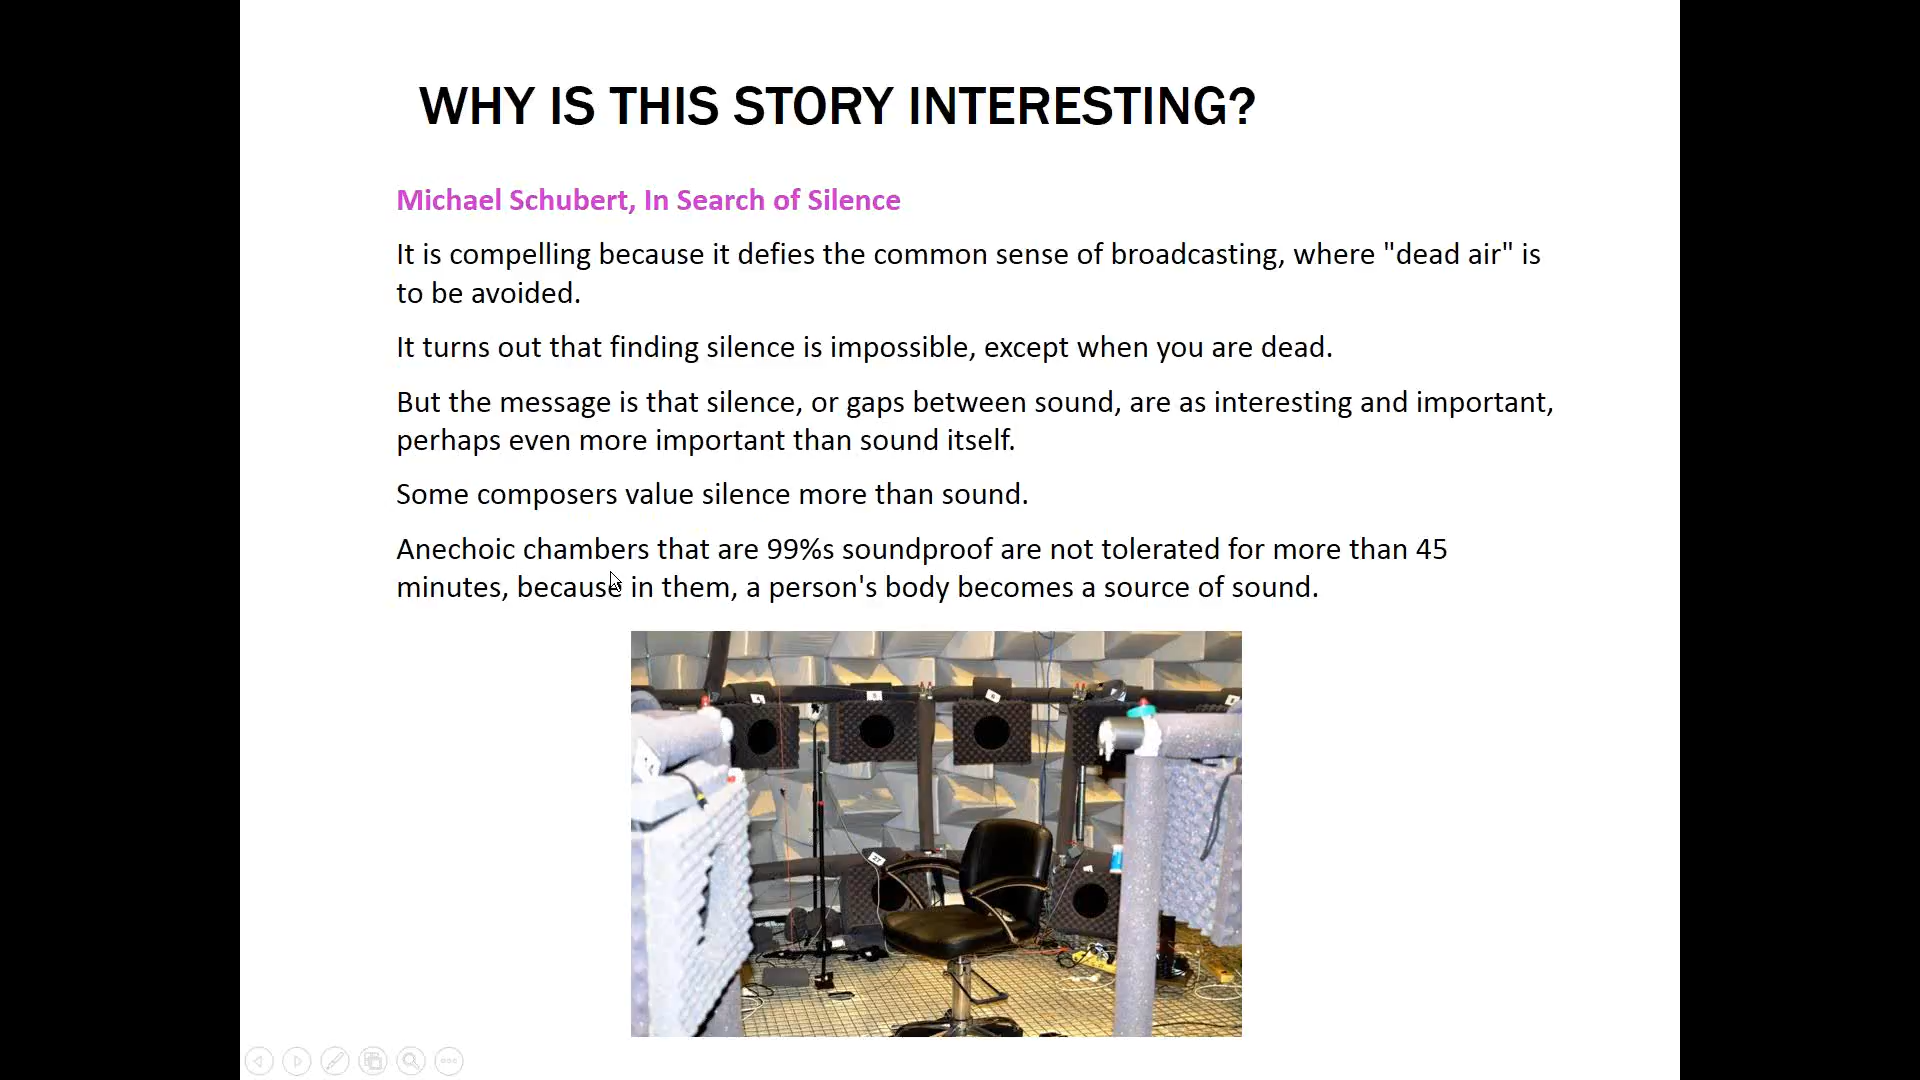 WHY IS THIS STORY INTERESTING?
Michael Schubert, In Search of Silence
It is compelling because it defies the common sense of broadcasting, where "dead air" is
to be avoided.
It turns out that finding silence is impossible, except when you are dead.
But the message is that silence, or gaps between sound, are as interesting and important,
perhaps even more important than sound itself.
Some composers value silence more than sound.
Anechoic chambers that are 99%s soundproof are not tolerated for more than 45
minutes, because in them, a person's body becomes a source of sound.